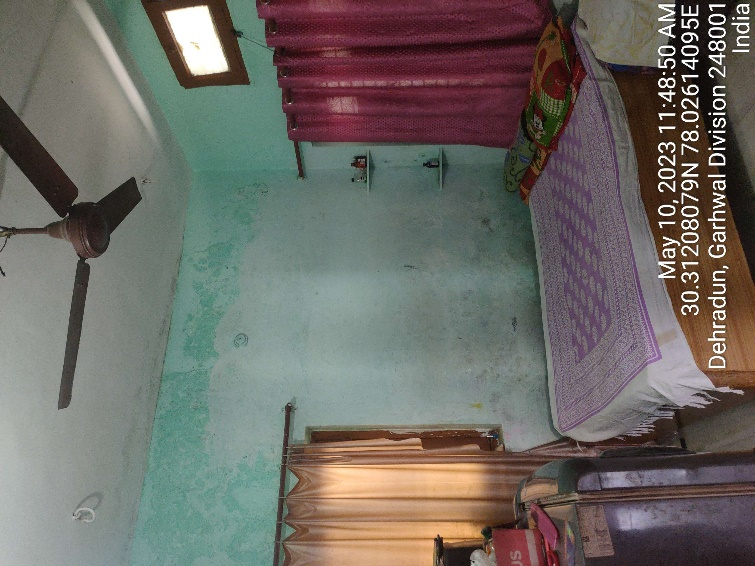 May 10, 2023 11:48:50 AM
30.31208079N 78.02614095E
Dehradun, Garhwal Division 248001
India